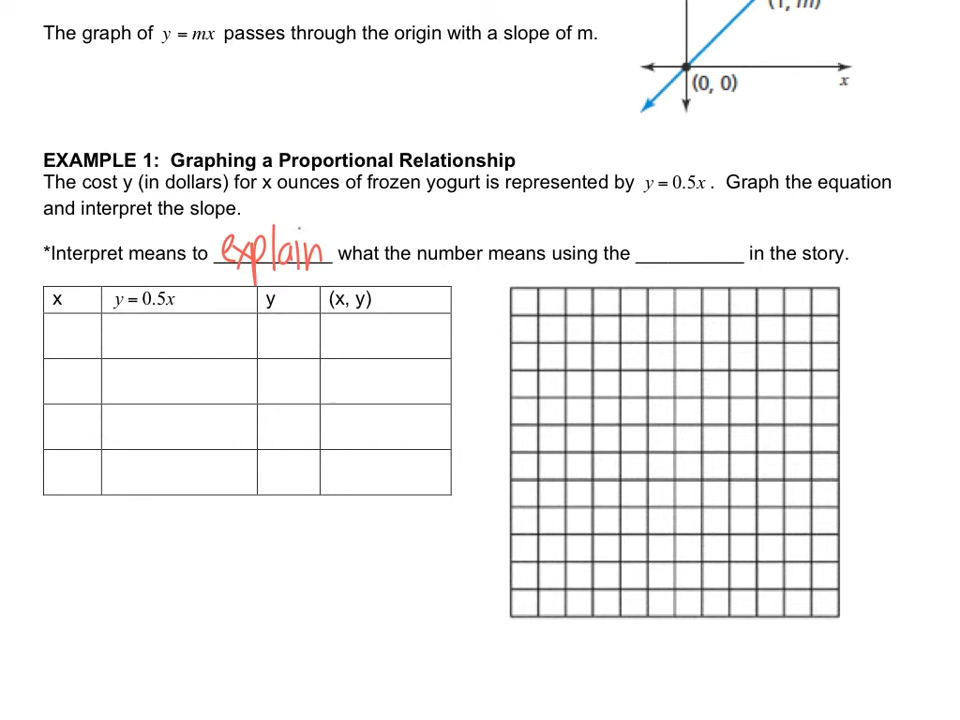 (1, m)
The graph of y = mx passes through the origin with a slope of m.
(0, 0)
x
EXAMPLE 1: Graphing a Proportional Relationship
The cost y (in dollars) for x ounces of frozen yogurt is represented by y = 0.5x. Graph the equation
and interpret the slope.
*Interpret means to explain what the number means using the __________ in the story.
x y = 0.5x y (x, y)